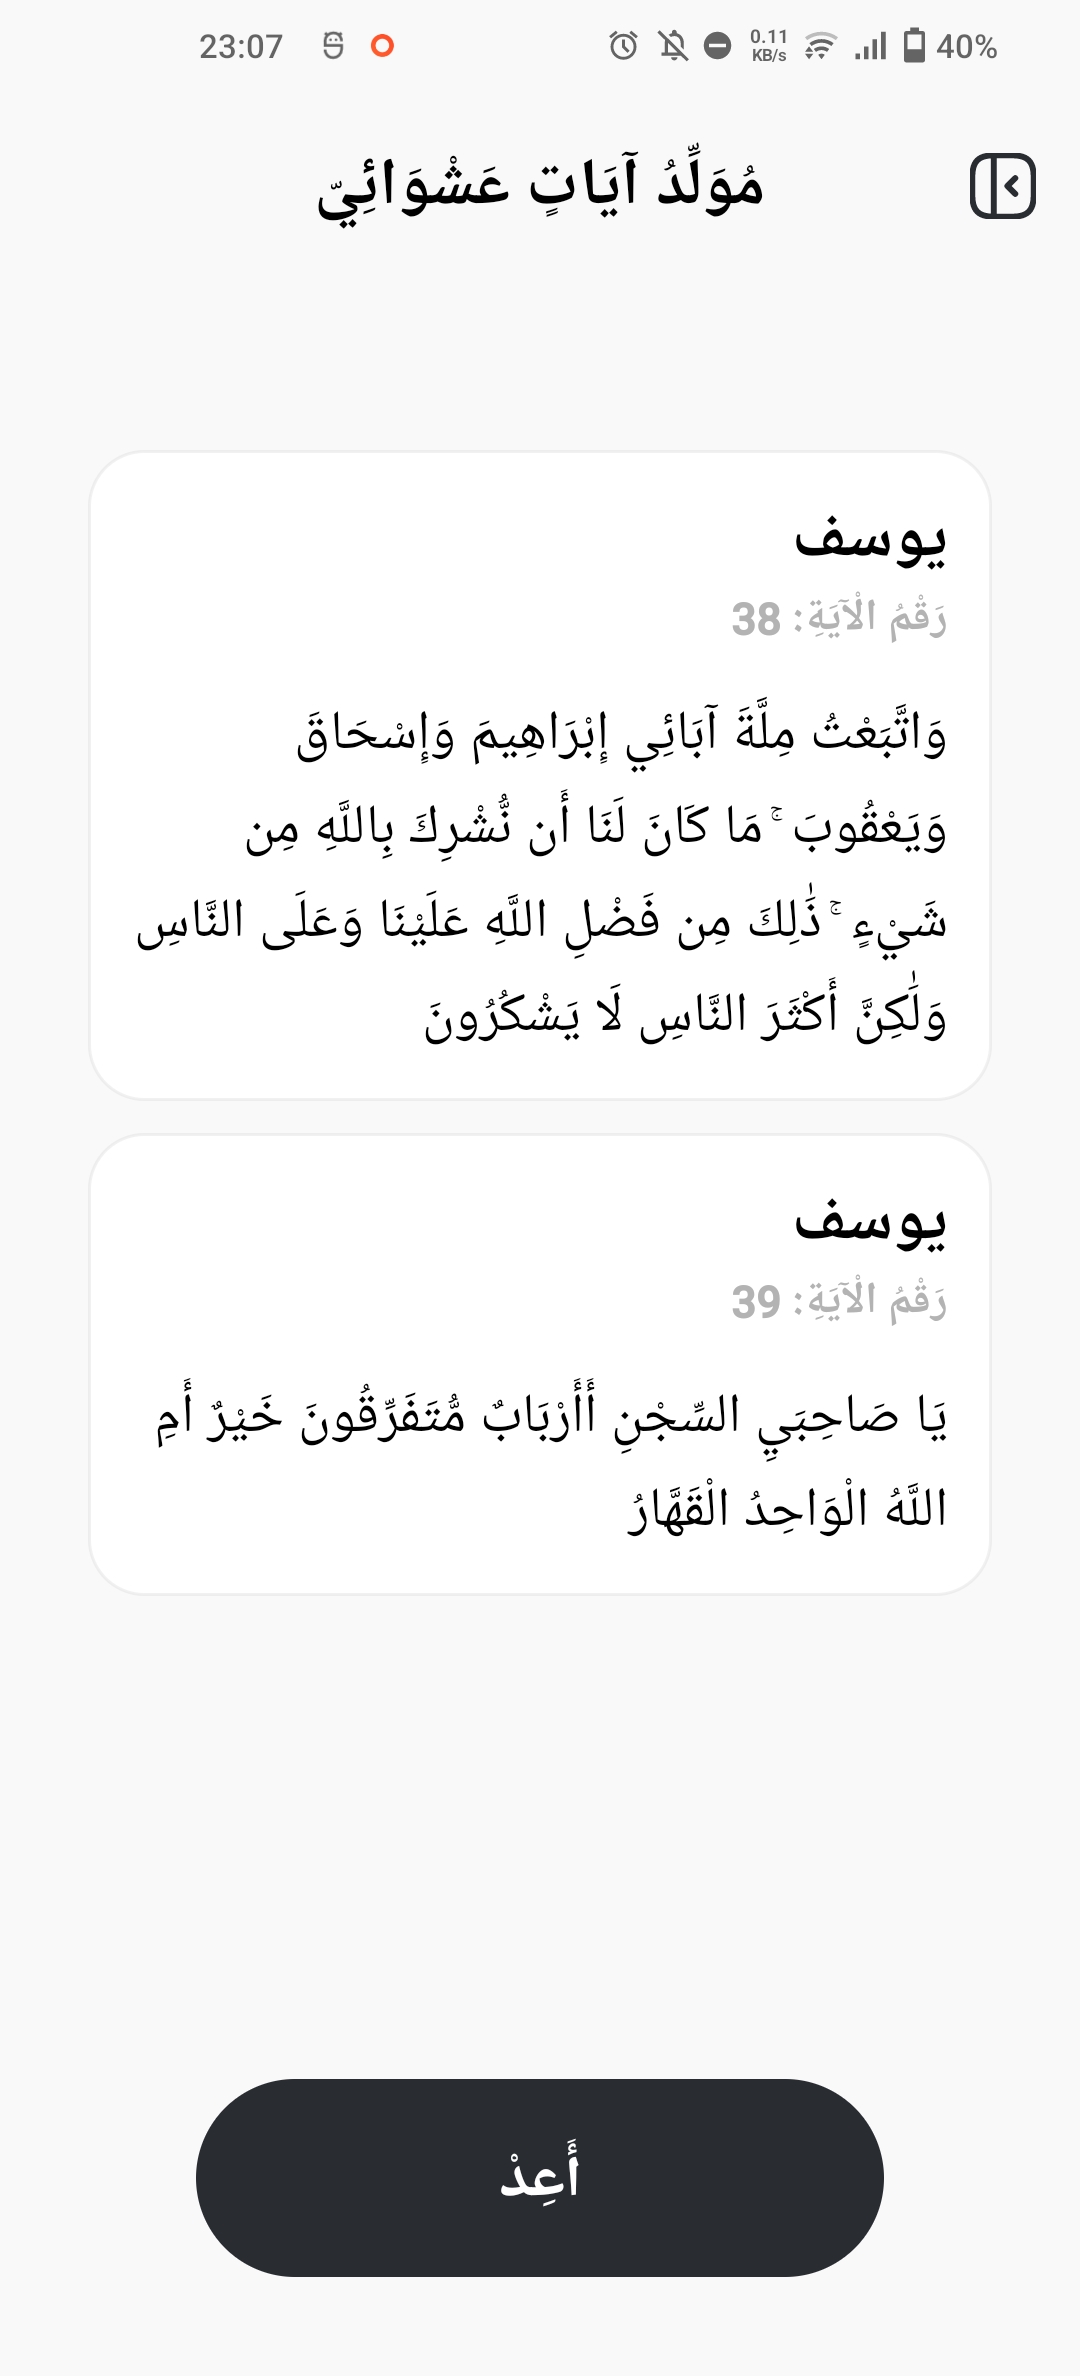 23:07
0.11
KB/s
40%
مُوَلِّدُ آيَاتٍ عَشْوَائِيّ
يوسف
رَقْمُ الْآيَةِ: 38
وَاتَّبَعْتُ مِلَّةَ آبَائِي إِبْرَاهِيمَ وَإِسْحَاقَ
وَيَعْقُوبَ ۚ مَا كَانَ لَنَا أَن نُّشْرِكَ بِاللَّهِ مِن
شَيْءٍ ۚ ذَٰلِكَ مِن فَضْلِ اللَّهِ عَلَيْنَا وَعَلَى النَّاسِ
وَلَٰكِنَّ أَكْثَرَ النَّاسِ لَا يَشْكُرُونَ
يوسف
رَقْمُ الْآيَةِ: 39
يَا صَاحِبَيِ السِّجْنِ أَأَرْبَابٌ مُّتَفَرِّقُونَ خَيْرٌ أَمِ
اللَّهُ الْوَاحِدُ الْقَهَّارُ
أَعِدْ